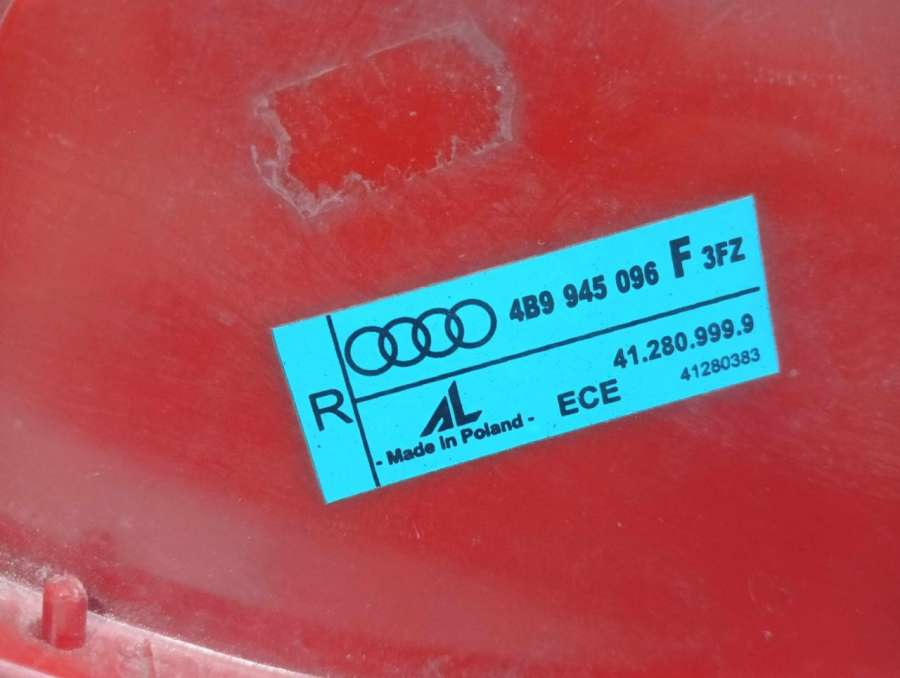 R
4B9 945 096 F 3FZ
41.280.999.9
AL
ECE
41280383
- Made in Poland -